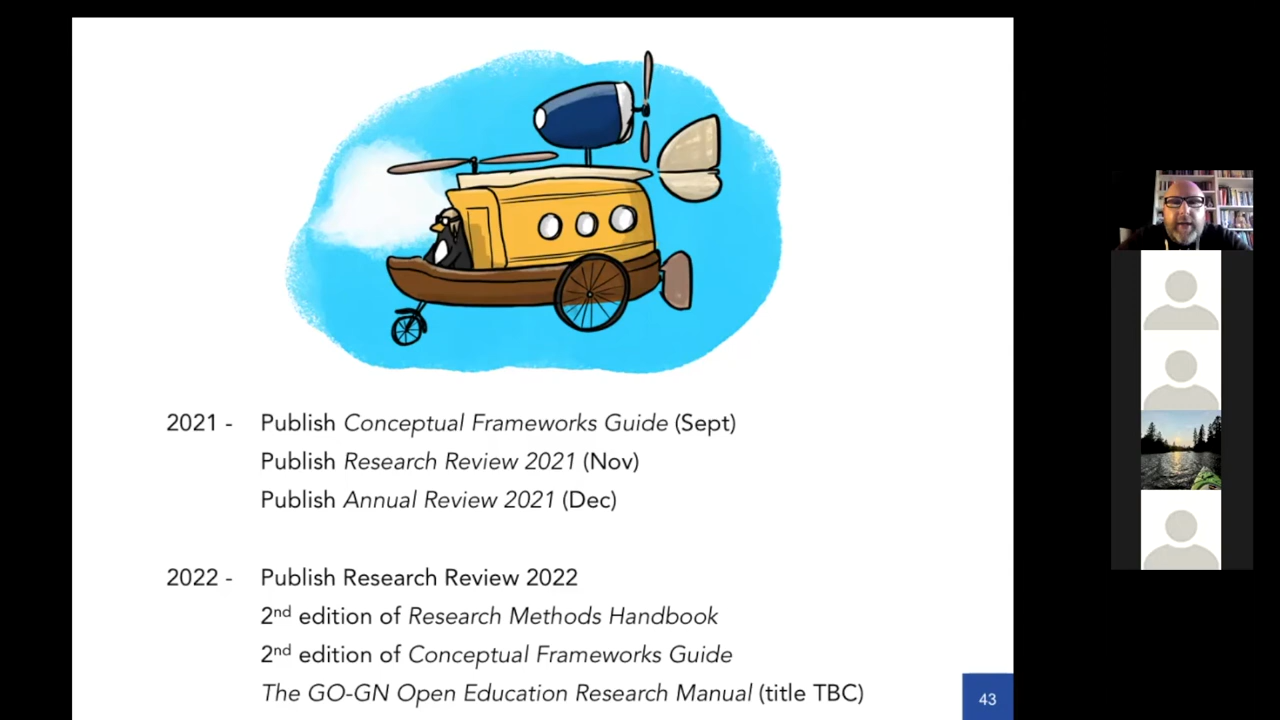 2021 - Publish Conceptual Frameworks Guide (Sept)
Publish Research Review 2021 (Nov)
Publish Annual Review 2021 (Dec)
2022 - Publish Research Review 2022
2nd edition of Research Methods Handbook
2nd edition of Conceptual Frameworks Guide
The GO-GN Open Education Research Manual (title TBC)
43